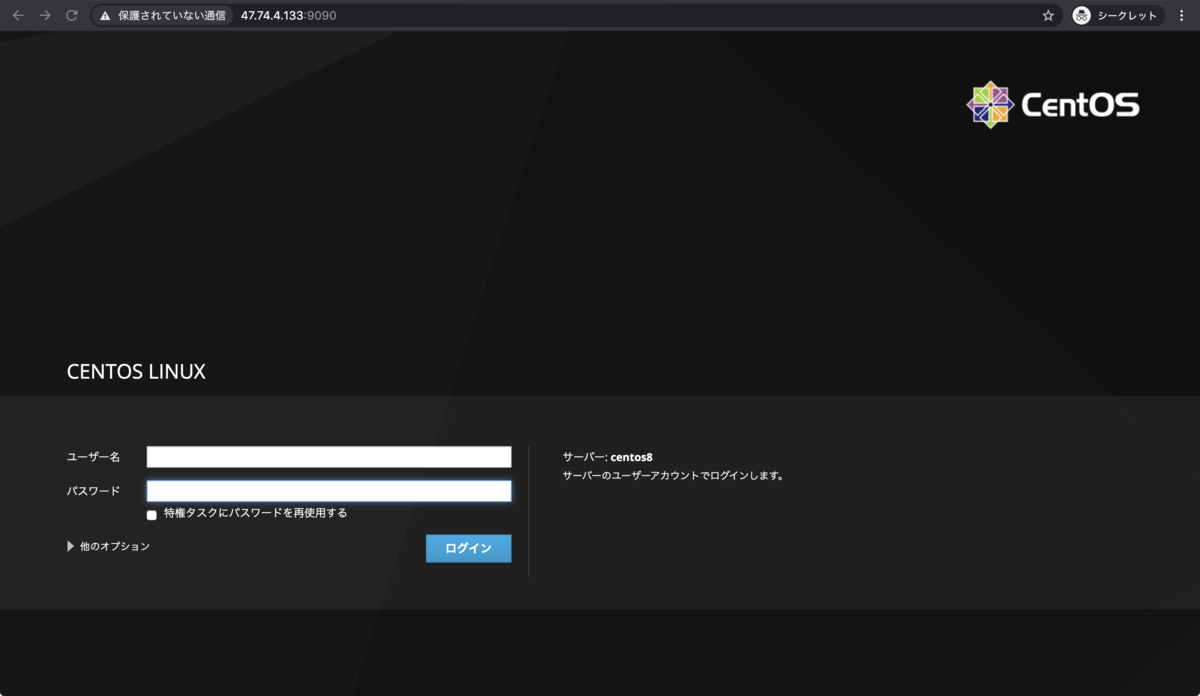 保護されていない通信 47.74.4.133:9090 シークレット
CentOS
CENTOS LINUX
ユーザー名
パスワード
特権タスクにパスワードを再使用する
他のオプション
ログイン
サーバー: centos8
サーバーのユーザーアカウントでログインします。